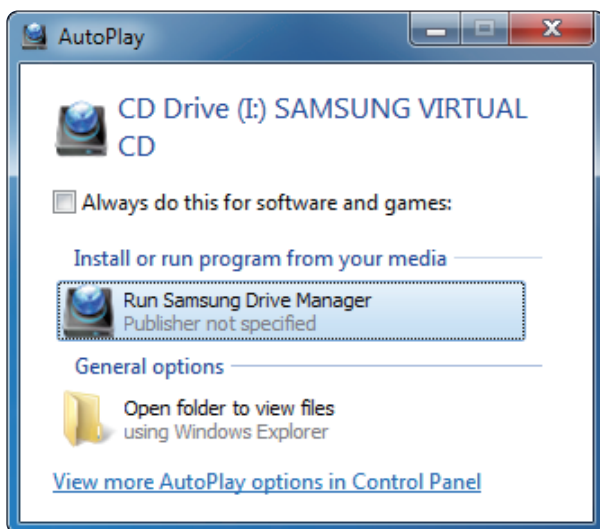 AutoPlay
CD Drive (I:) SAMSUNG VIRTUAL
CD
Always do this for software and games:
Install or run program from your media
Run Samsung Drive Manager
Publisher not specified
General options
Open folder to view files
using Windows Explorer
View more AutoPlay options in Control Panel